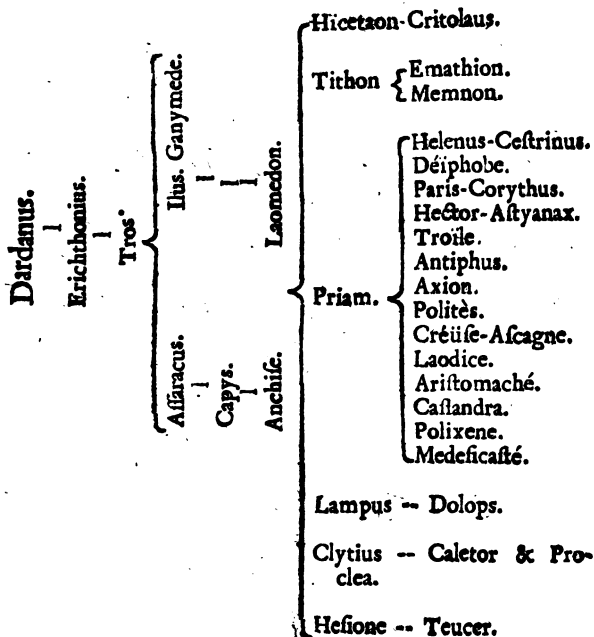 Dardanus.
Erichthonius.
Tros.
Ilus. Ganymede.
Laomedon.
Assaracus.
Capys.
Anchise.
Hicetaon-Critolaus.
Tithon
Emathion.
Memnon.
Priam.
Helenus-Cestrinus.
Déiphobe.
Paris-Corythus.
Hector-Astyanax.
Troïle.
Antiphus.
Axion.
Politès.
Créüse-Ascagne.
Laodice.
Aristomaché.
Cassandra.
Polixene.
Medesicasté.
Lampus -- Dolops.
Clytius -- Caletor & Pro-
clea.
Hesione -- Teucer.